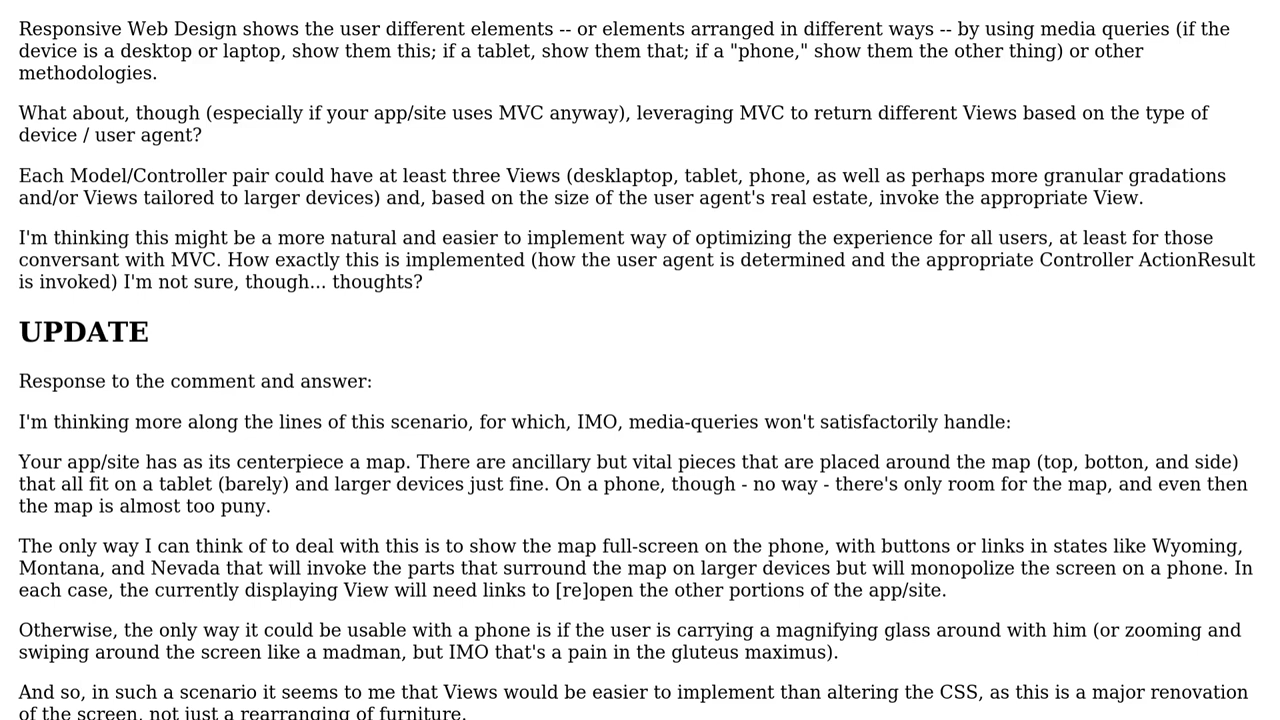 Responsive Web Design shows the user different elements -- or elements arranged in different ways -- by using media queries (if the
device is a desktop or laptop, show them this; if a tablet, show them that; if a "phone," show them the other thing) or other
methodologies.
What about, though (especially if your app/site uses MVC anyway), leveraging MVC to return different Views based on the type of
device / user agent?
Each Model/Controller pair could have at least three Views (desklaptop, tablet, phone, as well as perhaps more granular gradations
and/or Views tailored to larger devices) and, based on the size of the user agent's real estate, invoke the appropriate View.
I'm thinking this might be a more natural and easier to implement way of optimizing the experience for all users, at least for those
conversant with MVC. How exactly this is implemented (how the user agent is determined and the appropriate Controller ActionResult
is invoked) I'm not sure, though... thoughts?
UPDATE
Response to the comment and answer:
I'm thinking more along the lines of this scenario, for which, IMO, media-queries won't satisfactorily handle:
Your app/site has as its centerpiece a map. There are ancillary but vital pieces that are placed around the map (top, botton, and side)
that all fit on a tablet (barely) and larger devices just fine. On a phone, though - no way - there's only room for the map, and even then
the map is almost too puny.
The only way I can think of to deal with this is to show the map full-screen on the phone, with buttons or links in states like Wyoming,
Montana, and Nevada that will invoke the parts that surround the map on larger devices but will monopolize the screen on a phone. In
each case, the currently displaying View will need links to [re]open the other portions of the app/site.
Otherwise, the only way it could be usable with a phone is if the user is carrying a magnifying glass around with him (or zooming and
swiping around the screen like a madman, but IMO that's a pain in the gluteus maximus).
And so, in such a scenario it seems to me that Views would be easier to implement than altering the CSS, as this is a major renovation
of the screen, not just a rearranging of furniture.